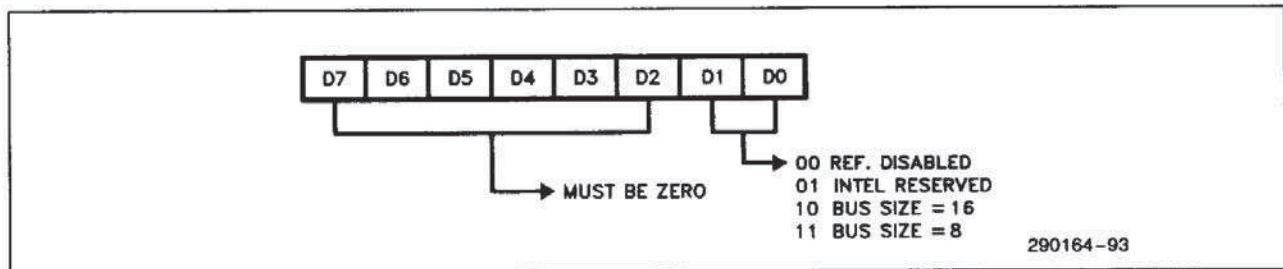 D7 D6 D5 D4 D3 D2 D1 D0
MUST BE ZERO
00 REF. DISABLED
01 INTEL RESERVED
10 BUS SIZE = 16
11 BUS SIZE = 8
290164-93